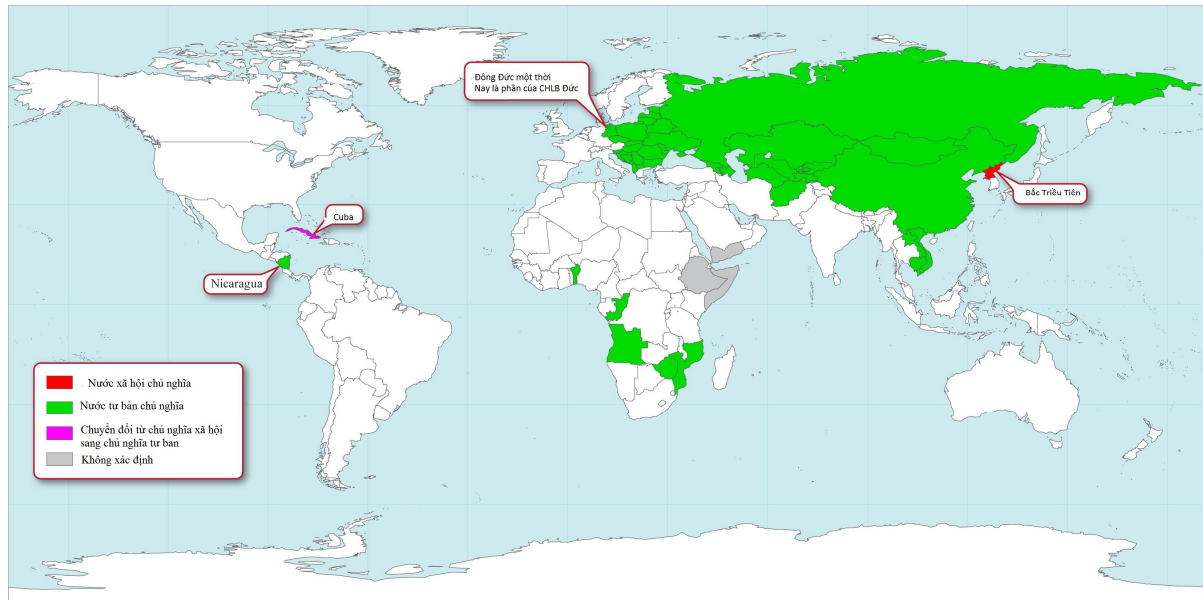 Đông Đức một thời
Nay là phần của CHLB Đức
Bắc Triều Tiên
Cuba
Nicaragua
Nước xã hội chủ nghĩa
Nước tư bản chủ nghĩa
Chuyển đổi từ chủ nghĩa xã hội
sang chủ nghĩa tư ban
Không xác định